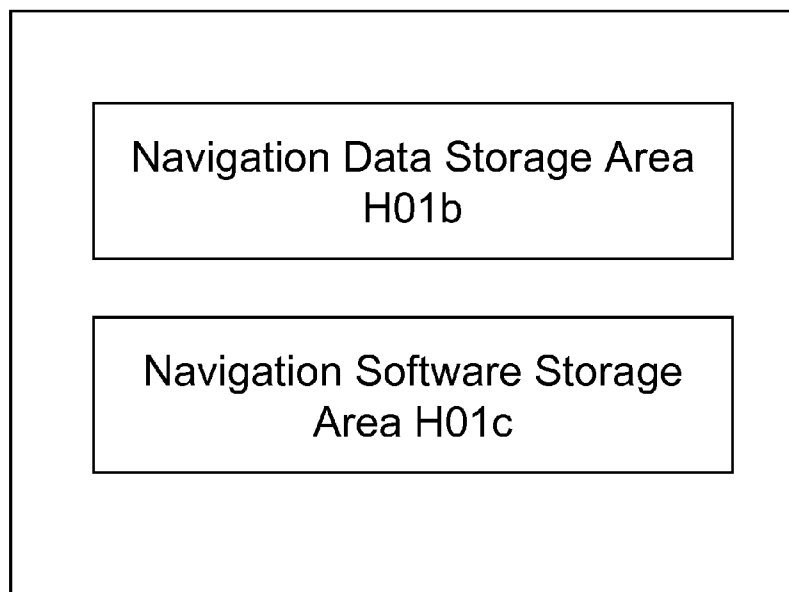 Navigation Data Storage Area
H01b
Navigation Software Storage
Area H01c